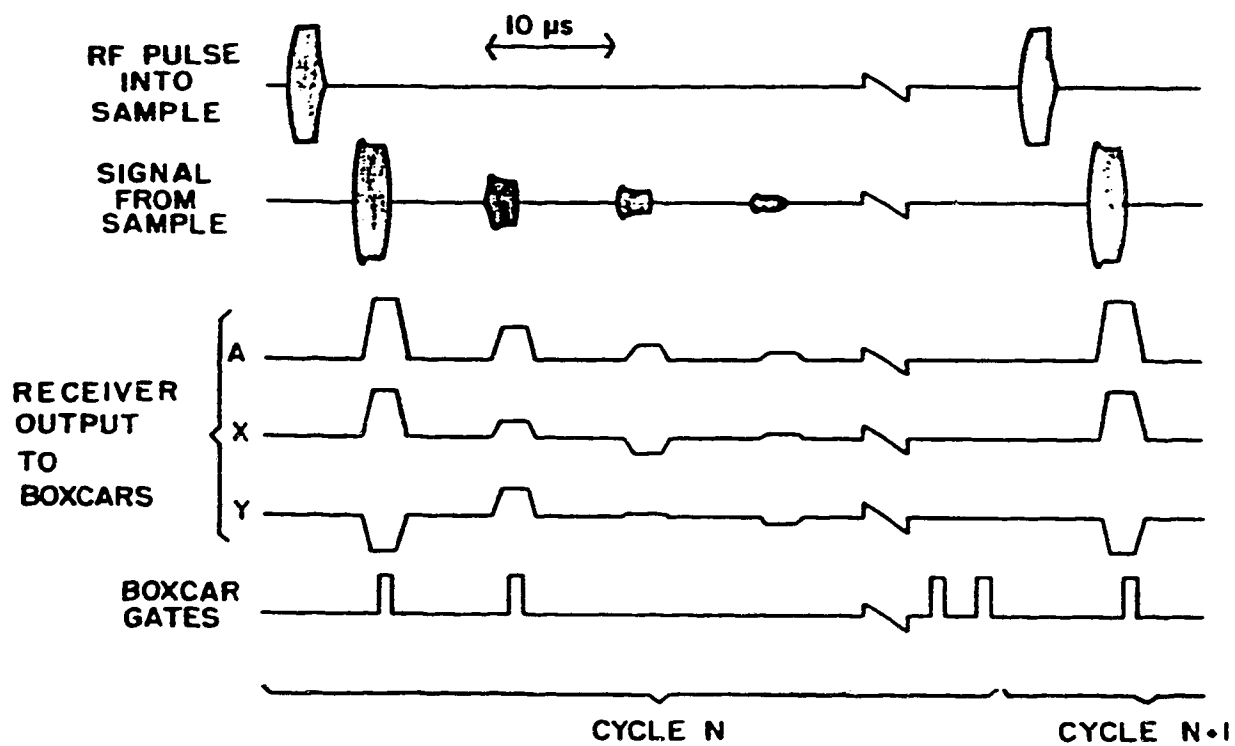 10 µs
RF PULSE
INTO
SAMPLE
SIGNAL
FROM
SAMPLE
RECEIVER
OUTPUT
TO
BOXCARS
A
X
Y
BOXCAR
GATES
CYCLE N
CYCLE N+1